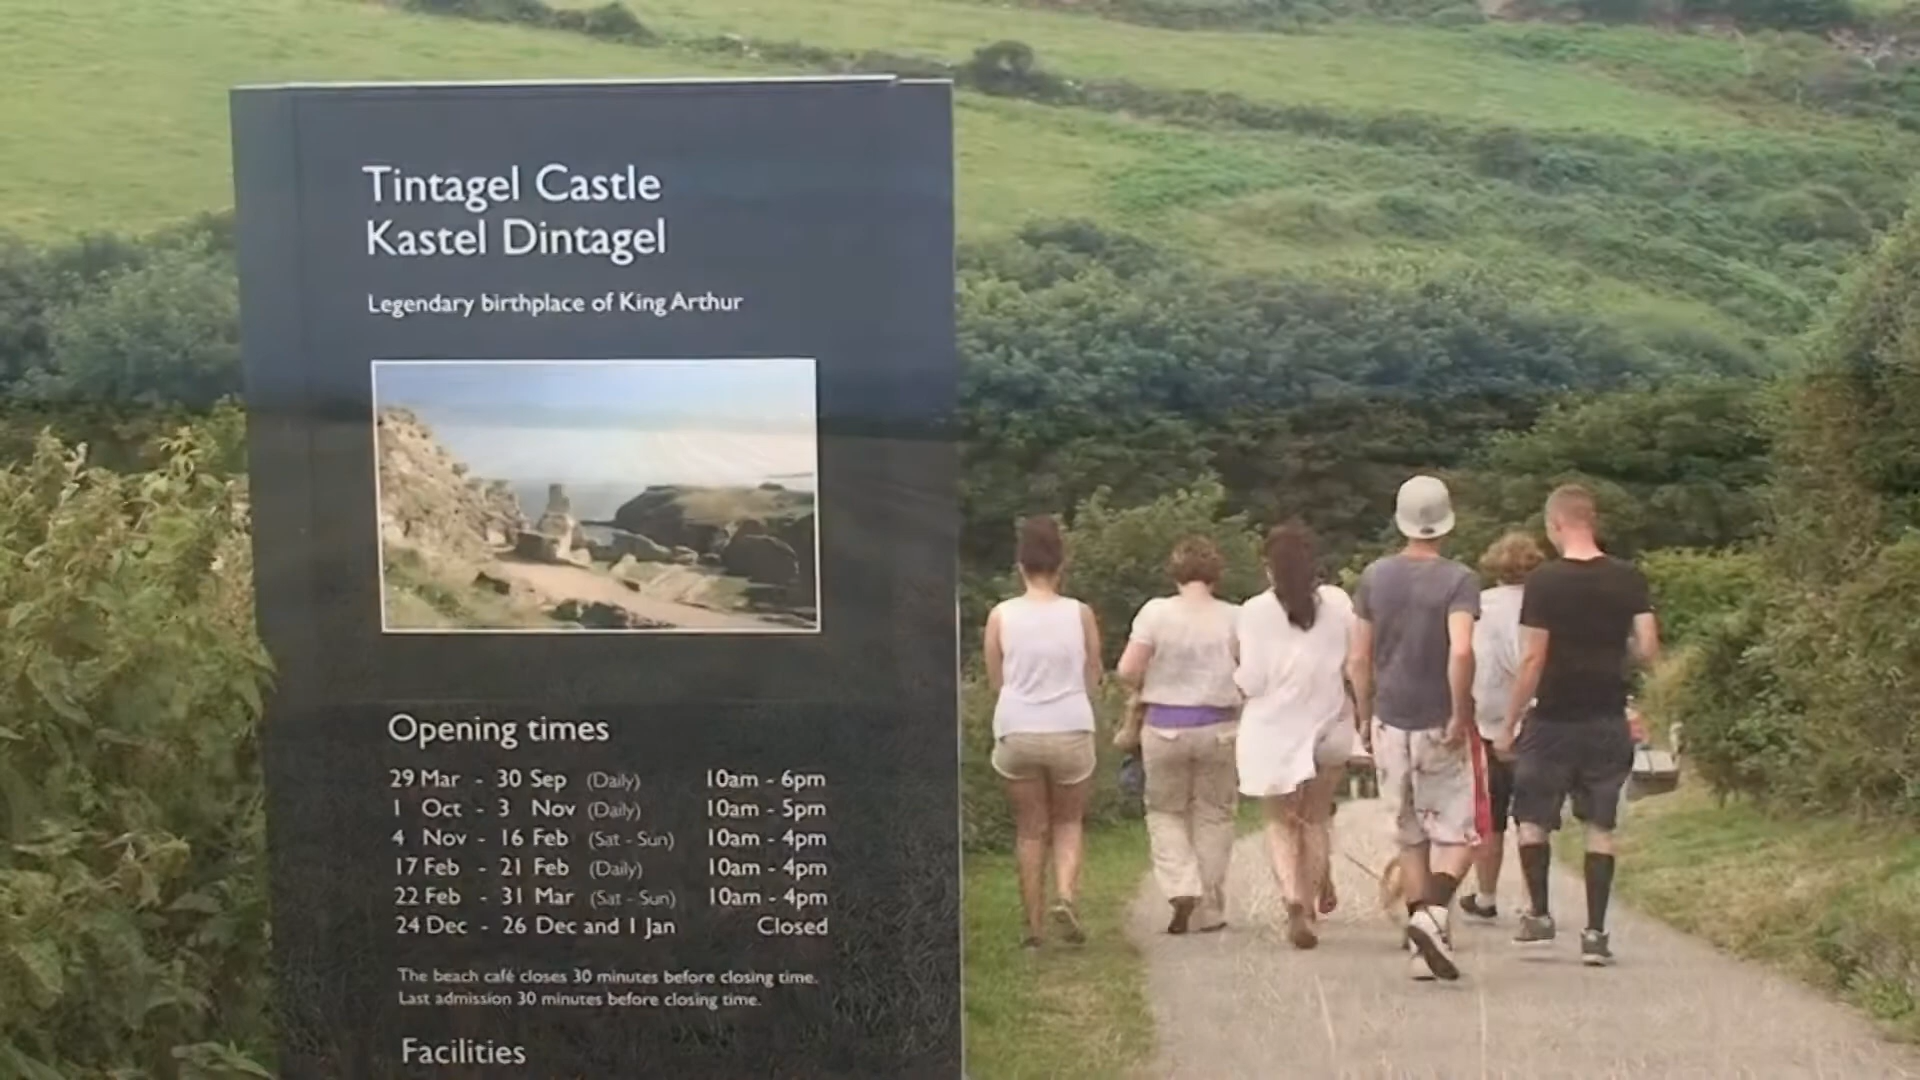 Tintagel Castle
Kastel Dintagel
Legendary birthplace of King Arthur
Opening times
29 Mar - 30 Sep (Daily) 10am - 6pm
1 Oct - 3 Nov (Daily) 10am - 5pm
4 Nov - 16 Feb (Sat - Sun) 10am - 4pm
17 Feb - 21 Feb (Daily) 10am - 4pm
22 Feb - 31 Mar (Sat - Sun) 10am - 4pm
24 Dec - 26 Dec and 1 Jan Closed
The beach café closes 30 minutes before closing time.
Last admission 30 minutes before closing time.
Facilities